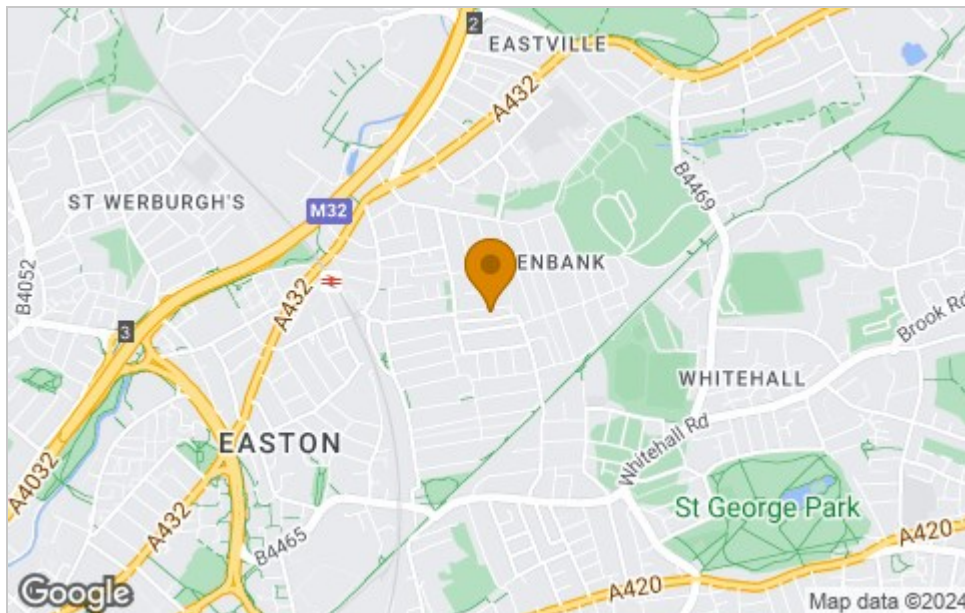 2
EASTVILLE
A432
B4469
ST WERBURGH'S
M32
ENBANK
B4052
A432
3
Brook Rd
WHITEHALL
EASTON
Whitehall Rd
A4032
A432
St George Park
B4465
A420
A420
Google
Map data ©2024